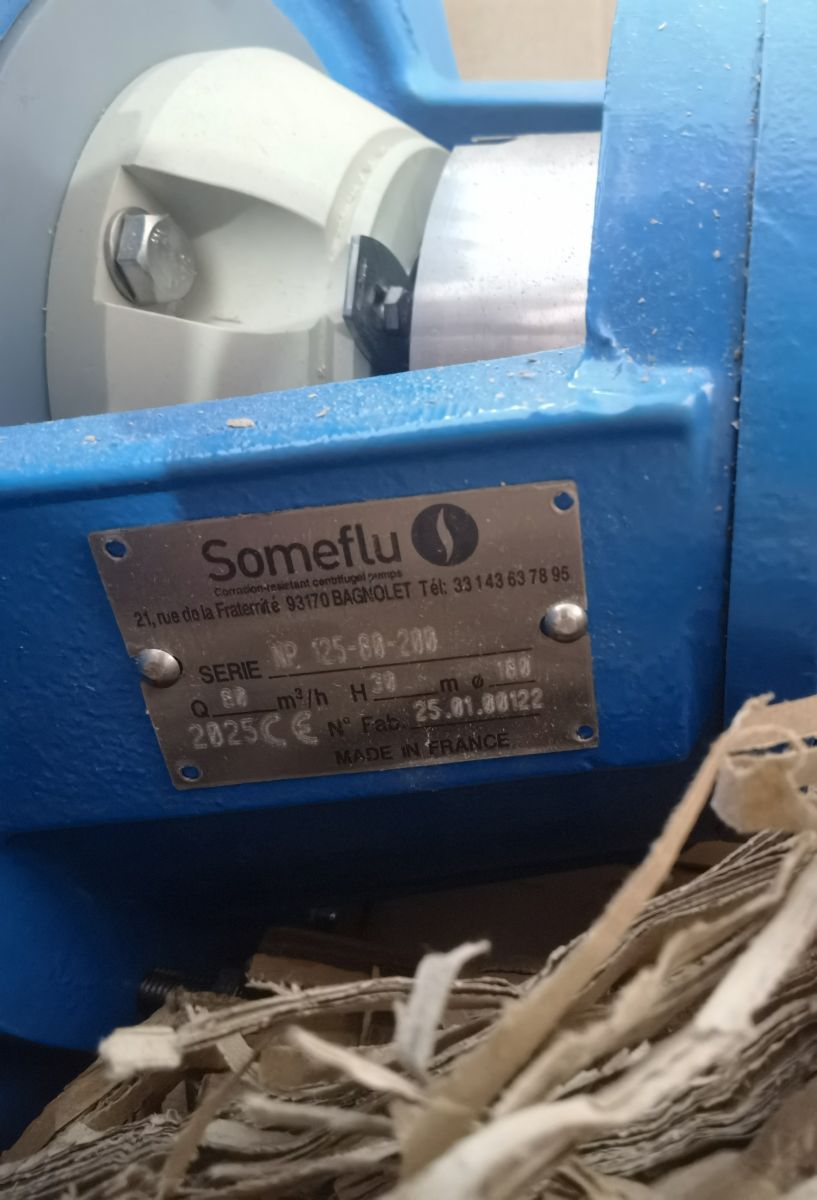 Someflu
Corrosion-resistant centrifugal pumps
21, rue de la Fraternité 93170 BAGNOLET Tél: 33 1 43 63 78 95
SERIE NP 125-80-200
Q 80 m³/h H 30 m ø 180
2025 CE N° Fab. 25.01.00122
MADE IN FRANCE